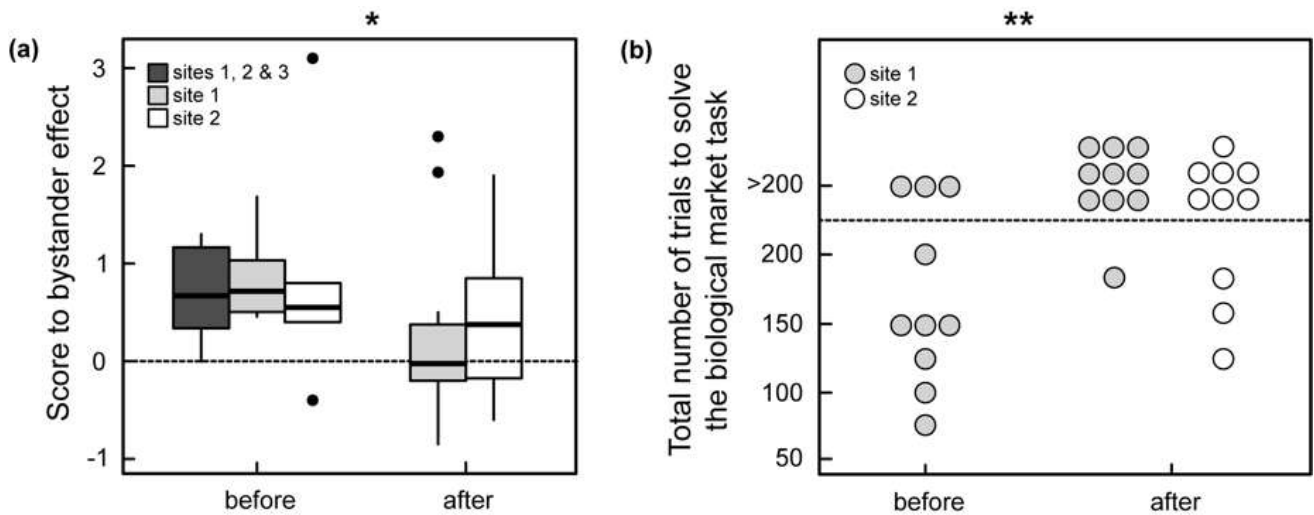 (a)
*
Score to bystander effect
3
2
1
0
-1
sites 1, 2 & 3
site 1
site 2
before
after
(b)
**
Total number of trials to solve
the biological market task
>200
200
150
100
50
site 1
site 2
before
after